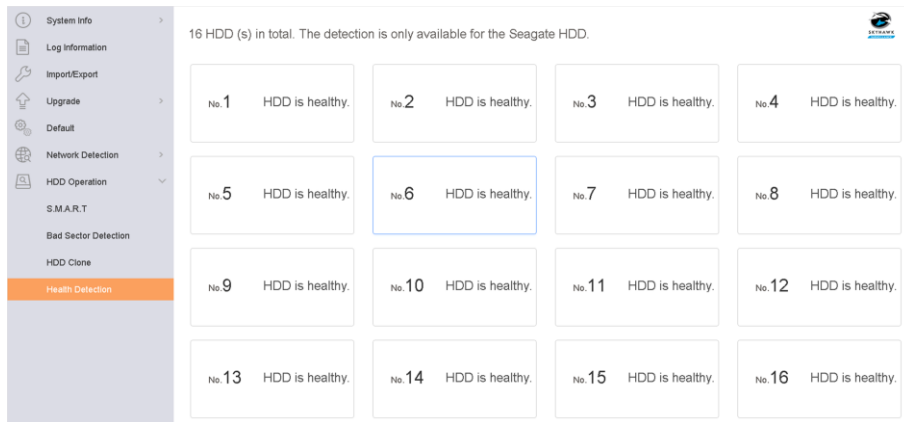 System Info
Log Information
Import/Export
Upgrade
Default
Network Detection
HDD Operation
S.M.A.R.T
Bad Sector Detection
HDD Clone
Health Detection
16 HDD (s) in total. The detection is only available for the Seagate HDD.
SKYHAWK
No.1 HDD is healthy.
No.2 HDD is healthy.
No.3 HDD is healthy.
No.4 HDD is healthy.
No.5 HDD is healthy.
No.6 HDD is healthy.
No.7 HDD is healthy.
No.8 HDD is healthy.
No.9 HDD is healthy.
No.10 HDD is healthy.
No.11 HDD is healthy.
No.12 HDD is healthy.
No.13 HDD is healthy.
No.14 HDD is healthy.
No.15 HDD is healthy.
No.16 HDD is healthy.